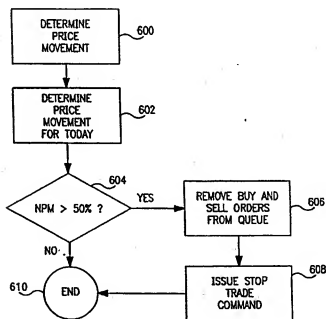 DETERMINE
PRICE
MOVEMENT
600
DETERMINE
PRICE
MOVEMENT
FOR TODAY
602
604
NPM > 50% ?
YES
REMOVE BUY AND
SELL ORDERS
FROM QUEUE
606
NO
610
END
ISSUE STOP
TRADE
COMMAND
608